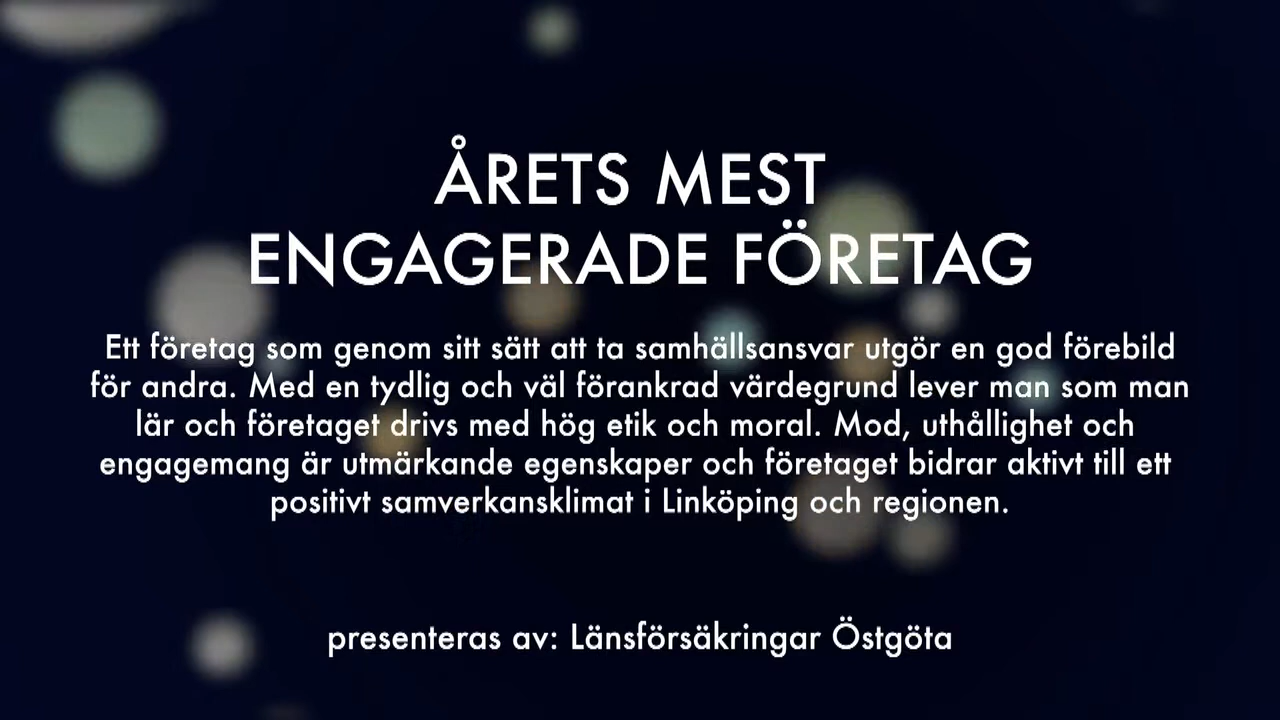 ÅRETS MEST
ENGAGERADE FÖRETAG
Ett företag som genom sitt sätt att ta samhällsansvar utgör en god förebild
för andra. Med en tydlig och väl förankrad värdegrund lever man som man
lär och företaget drivs med hög etik och moral. Mod, uthållighet och
engagemang är utmärkande egenskaper och företaget bidrar aktivt till ett
positivt samverkansklimat i Linköping och regionen.
presenteras av: Länsförsäkringar Östgöta